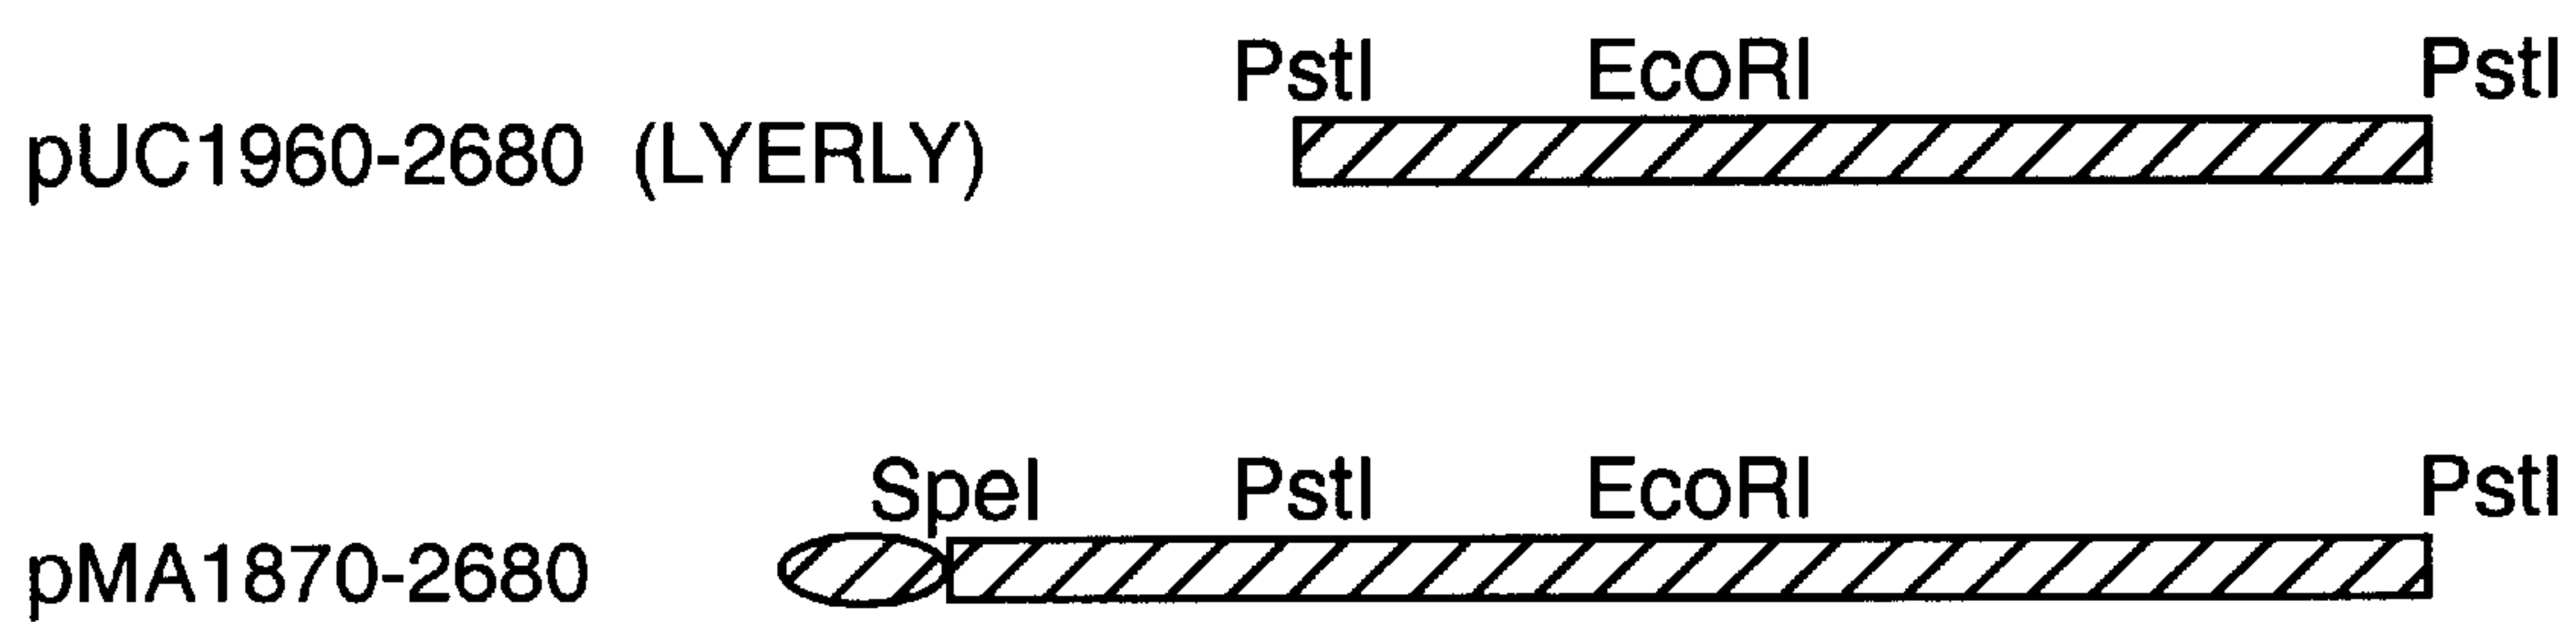 PstI EcoRI PstI
pUC1960-2680 (LYERLY)
SpeI PstI EcoRI PstI
pMA1870-2680